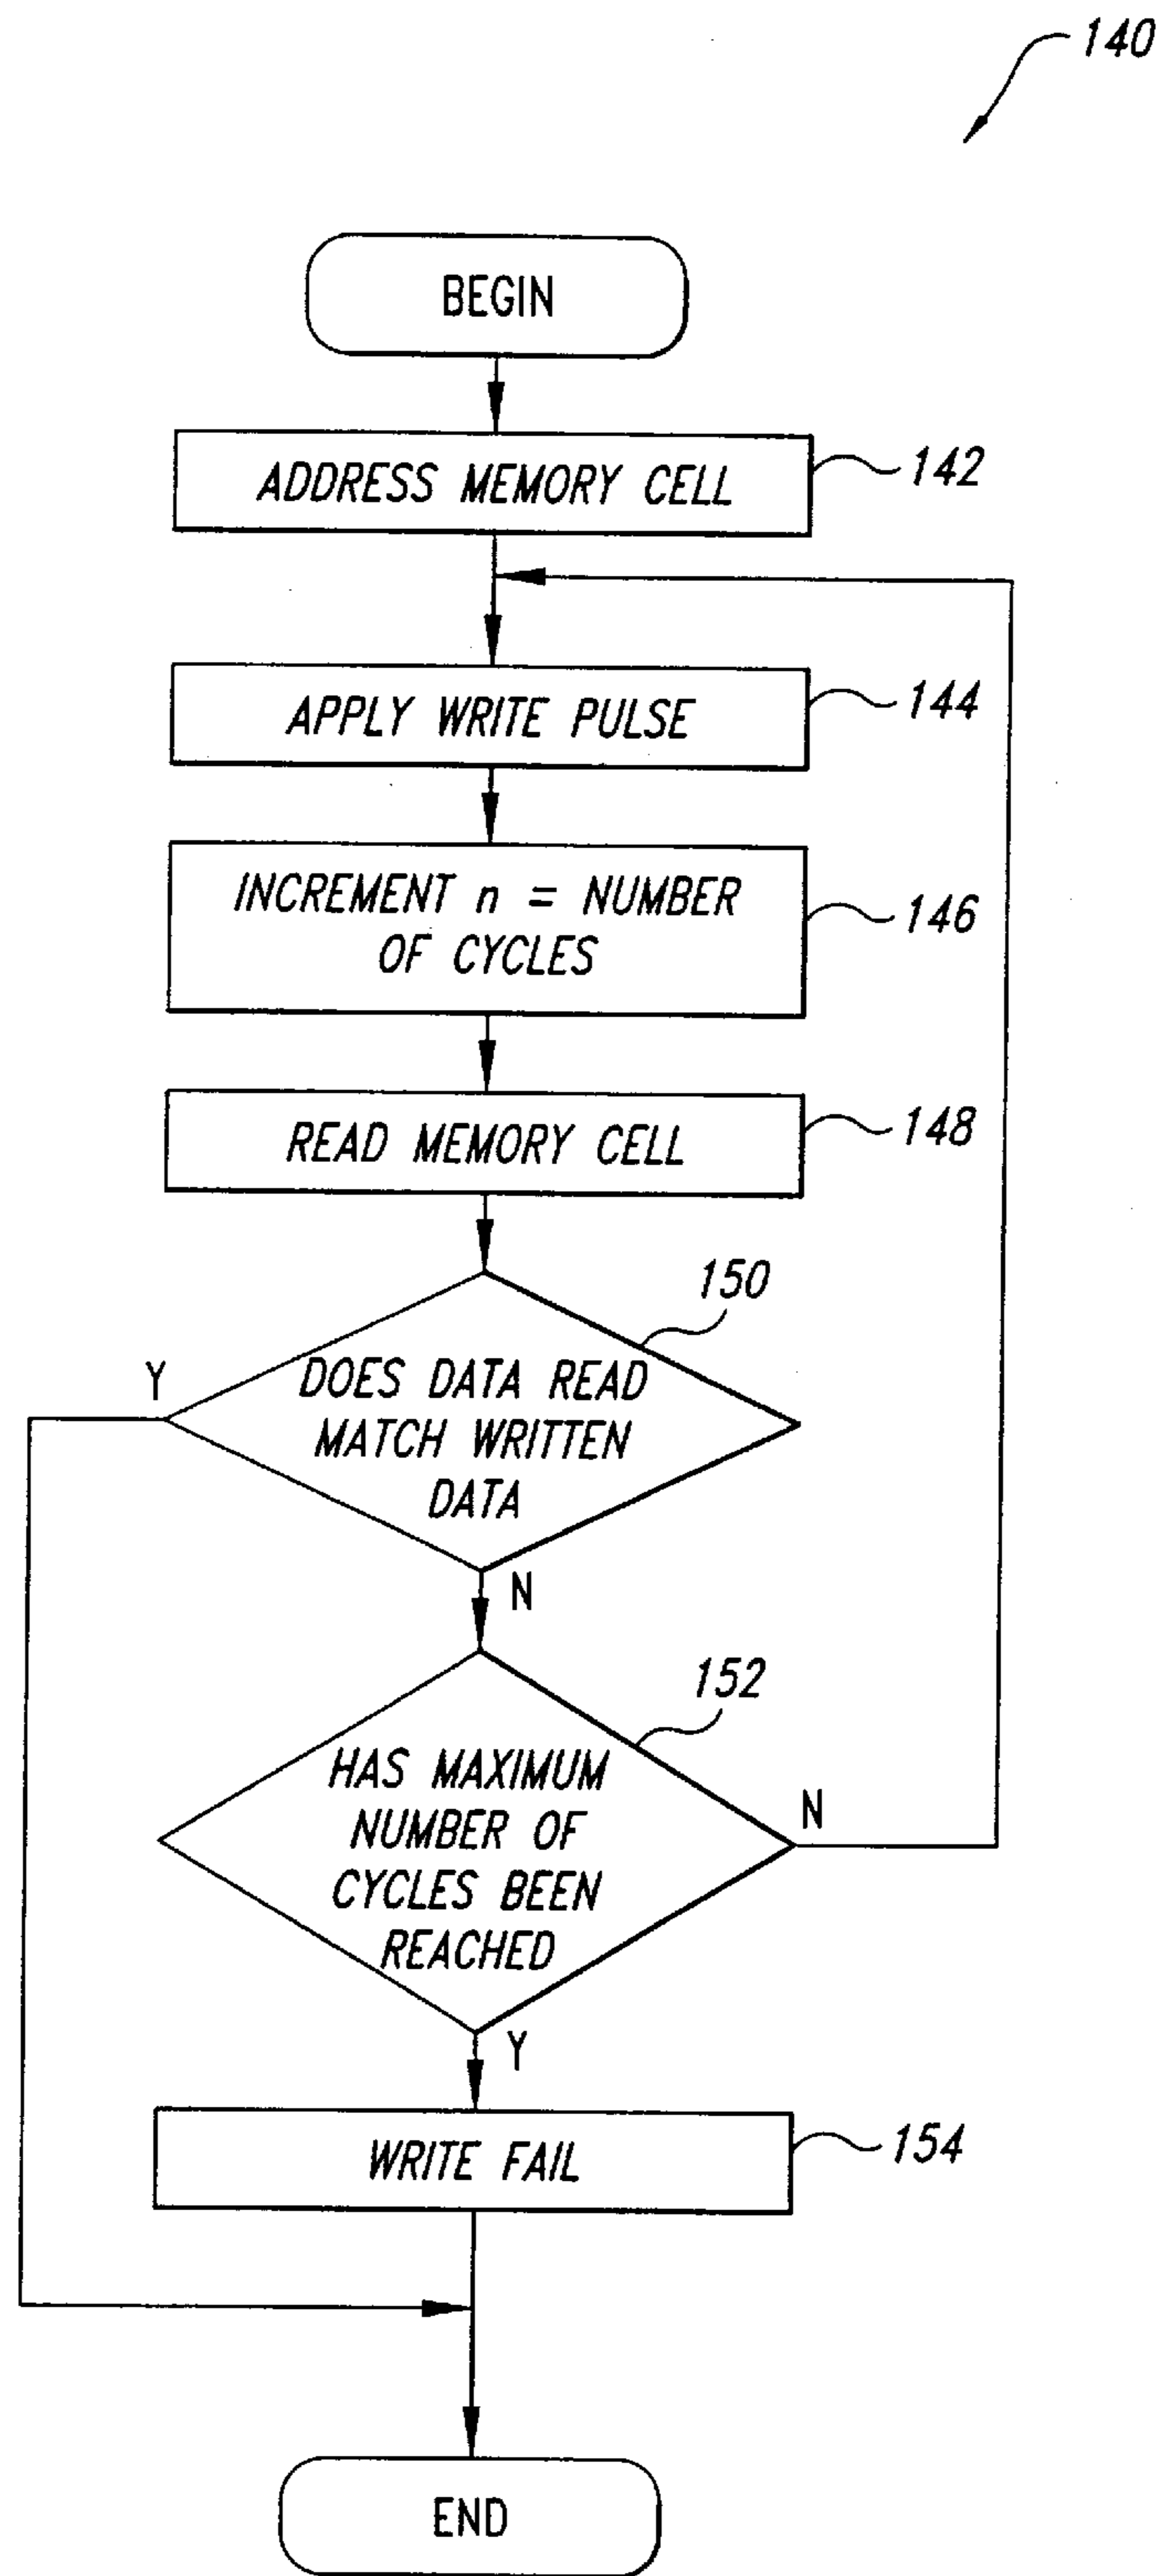 140
BEGIN
ADDRESS MEMORY CELL
142
APPLY WRITE PULSE
144
INCREMENT n = NUMBER
OF CYCLES
146
READ MEMORY CELL
148
150
Y
DOES DATA READ
MATCH WRITTEN
DATA
N
152
HAS MAXIMUM
NUMBER OF
CYCLES BEEN
REACHED
N
Y
WRITE FAIL
154
END